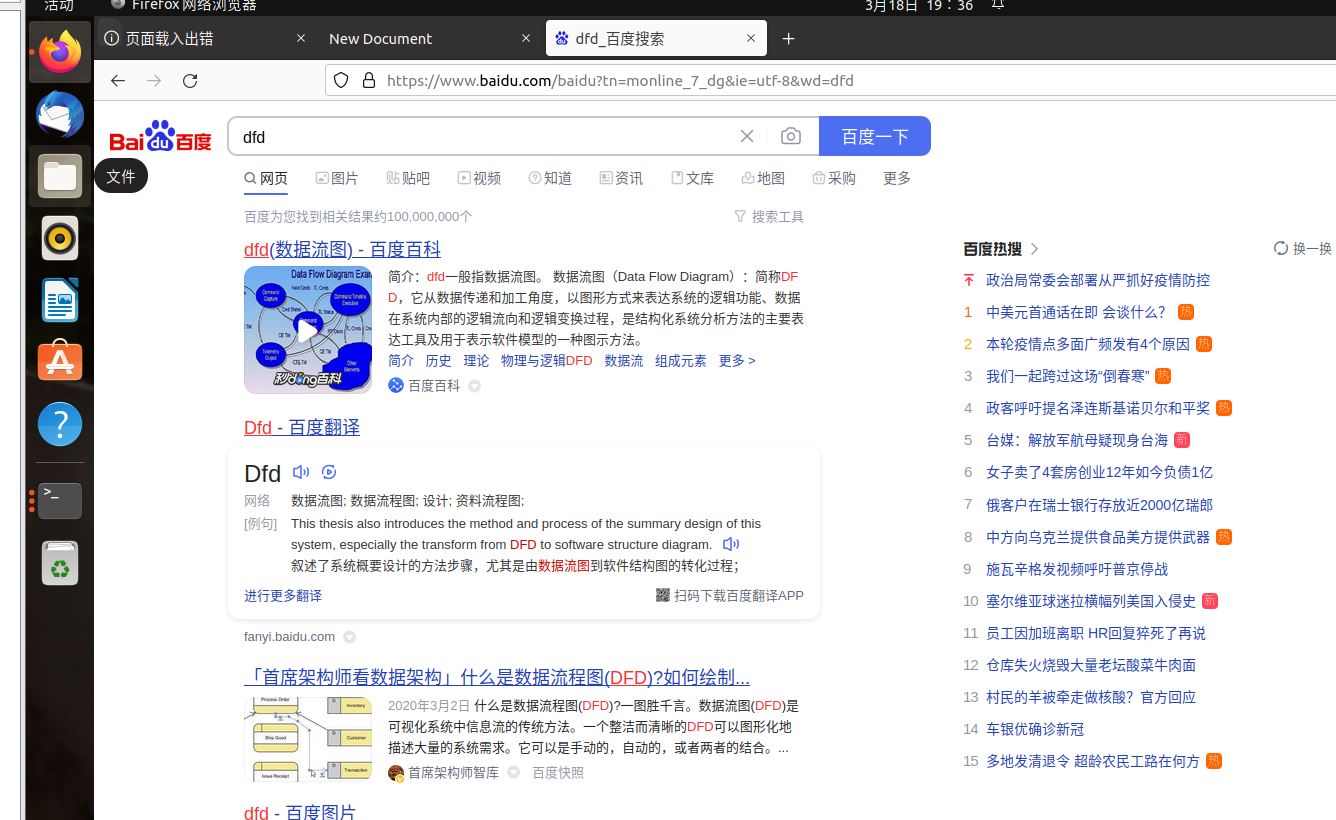 活动 Firefox 网络浏览器 3月18日 19：36
页面载入出错 New Document dfd_百度搜索
https://www.baidu.com/baidu?tn=monline_7_dg&ie=utf-8&wd=dfd
Bai du 百度 dfd 百度一下
文件
网页 图片 贴吧 视频 知道 资讯 文库 地图 采购 更多
百度为您找到相关结果约100,000,000个 搜索工具
dfd(数据流图) - 百度百科
Data Flow Diagram Exam
秒dong百科
简介：dfd一般指数据流图。 数据流图（Data Flow Diagram）：简称DF
D，它从数据传递和加工角度，以图形方式来表达系统的逻辑功能、数据
在系统内部的逻辑流向和逻辑变换过程，是结构化系统分析方法的主要表
达工具及用于表示软件模型的一种图示方法。
简介 历史 理论 物理与逻辑DFD 数据流 组成元素 更多 >
百度百科
Dfd - 百度翻译
Dfd
网络 数据流图; 数据流程图; 设计; 资料流程图;
[例句] This thesis also introduces the method and process of the summary design of this
system, especially the transform from DFD to software structure diagram.
叙述了系统概要设计的方法步骤，尤其是由数据流图到软件结构图的转化过程；
进行更多翻译 扫码下载百度翻译APP
fanyi.baidu.com
「首席架构师看数据架构」什么是数据流程图(DFD)?如何绘制...
Process Order
Inventory
Ship Good
Customer
Issue Receipt
Transaction
2020年3月2日 什么是数据流程图(DFD)?一图胜千言。数据流图(DFD)是
可视化系统中信息流的传统方法。一个整洁而清晰的DFD可以图形化地
描述大量的系统需求。它可以是手动的，自动的，或者两者的结合。...
首席架构师智库 百度快照
dfd - 百度图片
百度热搜 换一换
政治局常委会部署从严抓好疫情防控
1 中美元首通话在即 会谈什么？ 热
2 本轮疫情点多面广频发有4个原因 热
3 我们一起跨过这场“倒春寒” 热
4 政客呼吁提名泽连斯基诺贝尔和平奖 热
5 台媒：解放军航母疑现身台海 新
6 女子卖了4套房创业12年如今负债1亿
7 俄客户在瑞士银行存放近2000亿瑞郎
8 中方向乌克兰提供食品美方提供武器 热
9 施瓦辛格发视频呼吁普京停战
10 塞尔维亚球迷拉横幅列美国入侵史 新
11 员工因加班离职 HR回复猝死了再说
12 仓库失火烧毁大量老坛酸菜牛肉面
13 村民的羊被牵走做核酸？官方回应
14 车银优确诊新冠
15 多地发清退令 超龄农民工路在何方 热